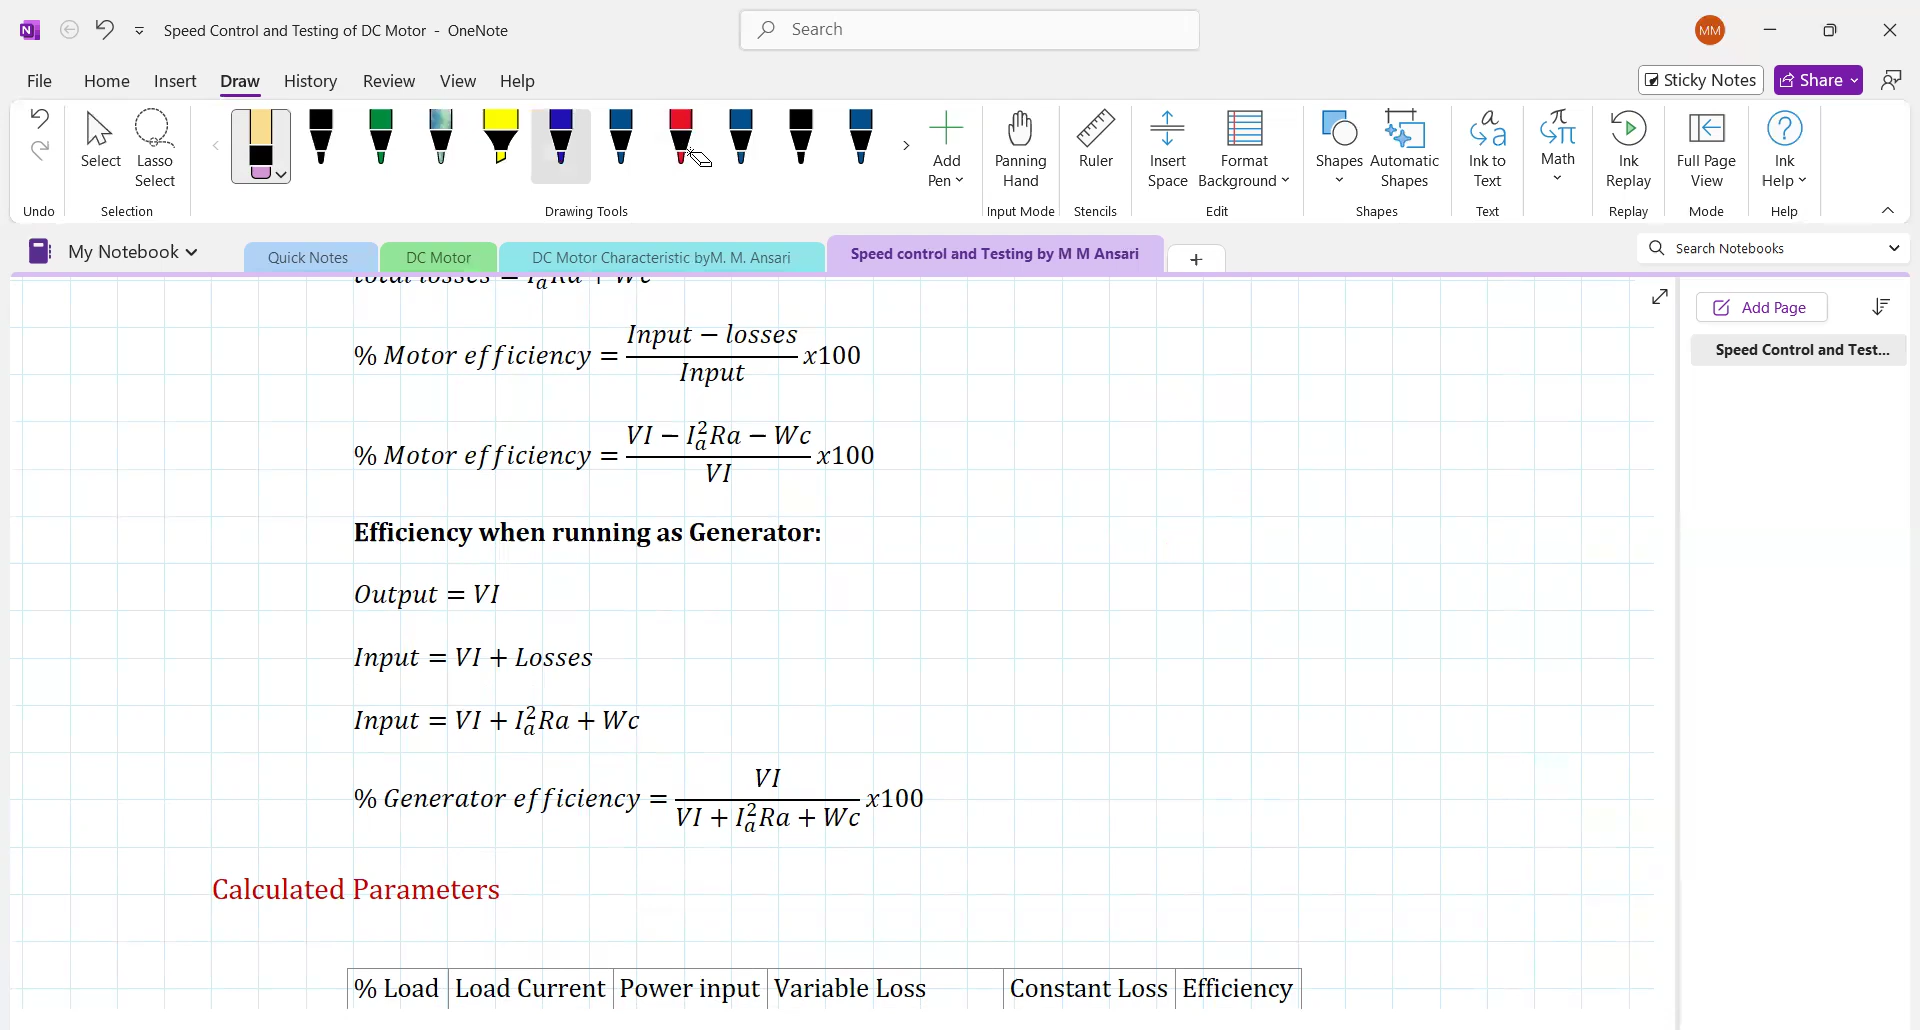 Speed Control and Testing of DC Motor - OneNote
Search
MM
File Home Insert Draw History Review View Help
Sticky Notes Share
Select
Lasso Select
Add Pen
Panning Hand
Ruler
Insert Space
Format Background
Shapes
Automatic Shapes
Ink to Text
Math
Ink Replay
Full Page View
Ink Help
Undo Selection Drawing Tools Input Mode Stencils Edit Shapes Text Replay Mode Help
My Notebook Quick Notes DC Motor DC Motor Characteristic byM. M. Ansari Speed control and Testing by M M Ansari + Search Notebooks
total losses = I_a^2Ra + Wc
Add Page
Speed Control and Test...
% Motor efficiency = (Input − losses)/Input x100
% Motor efficiency = (VI − I_a^2Ra − Wc)/VI x100
Efficiency when running as Generator:
Output = VI
Input = VI + Losses
Input = VI + I_a^2Ra + Wc
% Generator efficiency = VI/(VI + I_a^2Ra + Wc) x100
Calculated Parameters
% Load Load Current Power input Variable Loss Constant Loss Efficiency